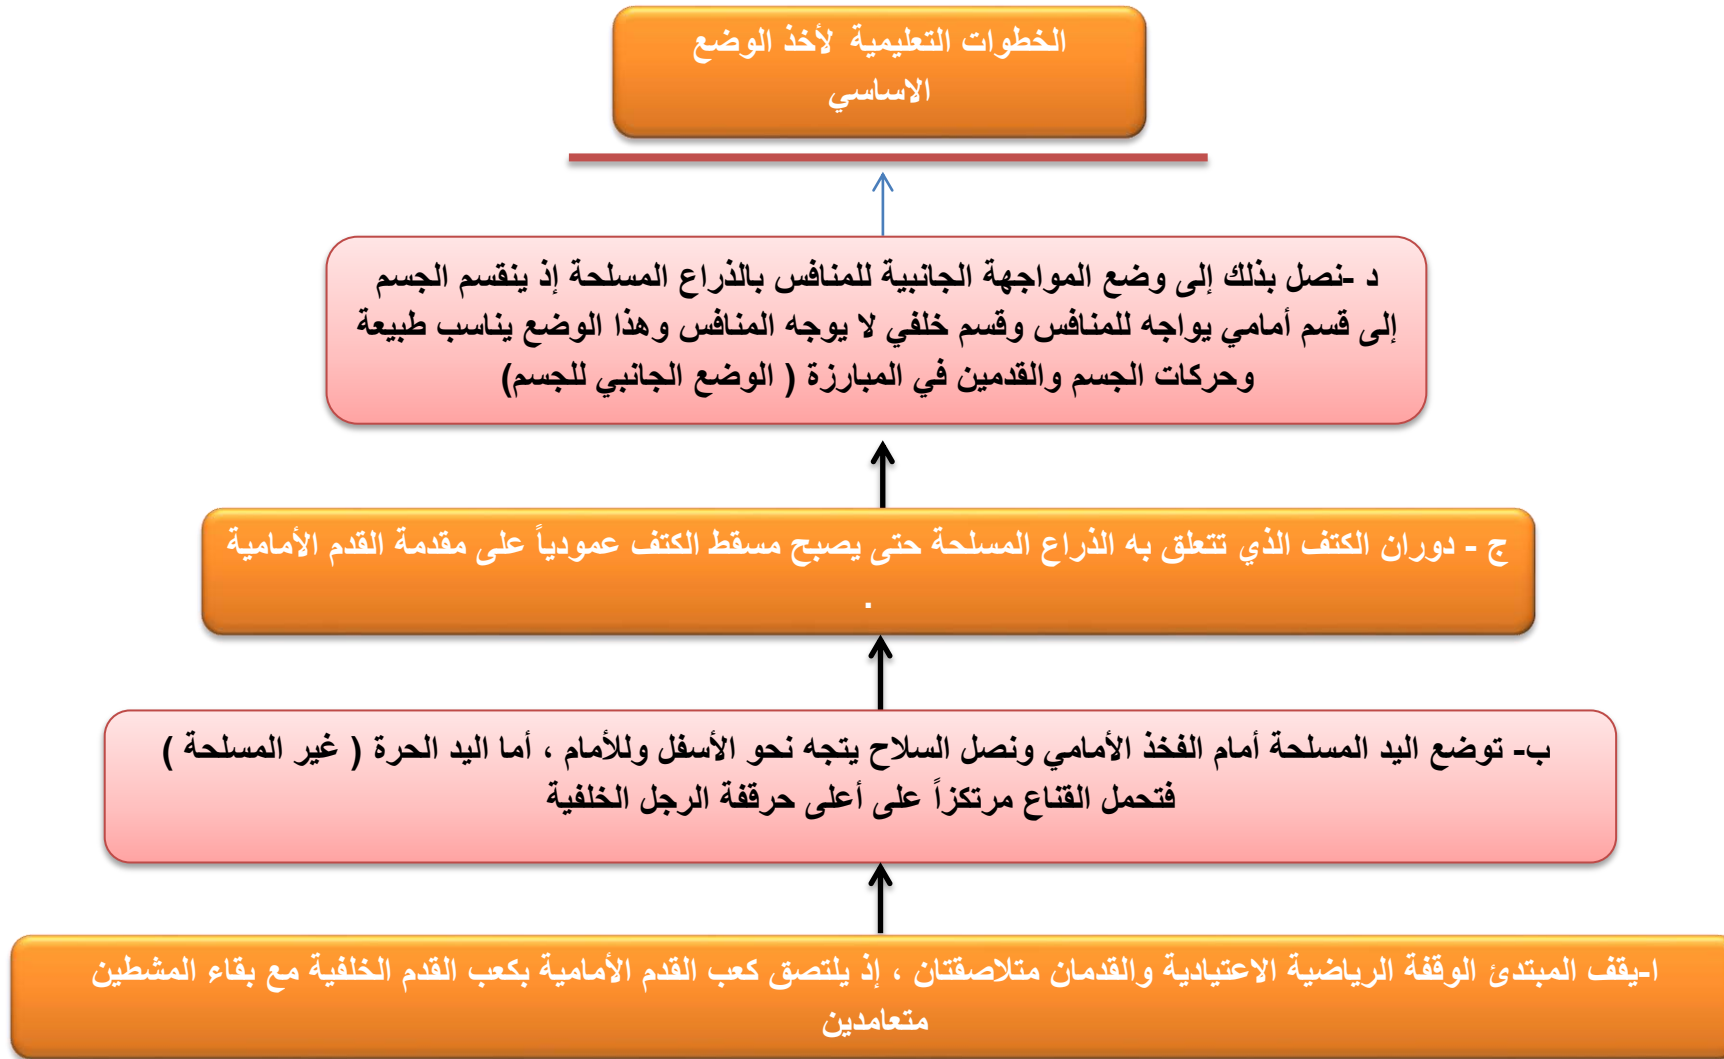 الخطوات التعليمية لأخذ الوضع
الاساسي
د -نصل بذلك إلى وضع المواجهة الجانبية للمنافس بالذراع المسلحة إذ ينقسم الجسم
إلى قسم أمامي يواجه للمنافس وقسم خلفي لا يوجه المنافس وهذا الوضع يناسب طبيعة
وحركات الجسم والقدمين في المبارزة ( الوضع الجانبي للجسم)
ج - دوران الكتف الذي تتعلق به الذراع المسلحة حتى يصبح مسقط الكتف عمودياً على مقدمة القدم الأمامية
.
ب- توضع اليد المسلحة أمام الفخذ الأمامي ونصل السلاح يتجه نحو الأسفل وللأمام ، أما اليد الحرة ( غير المسلحة )
فتحمل القناع مرتكزاً على أعلى حرقفة الرجل الخلفية
ا-يقف المبتدئ الوقفة الرياضية الاعتيادية والقدمان متلاصقتان ، إذ يلتصق كعب القدم الأمامية بكعب القدم الخلفية مع بقاء المشطين
متعامدين